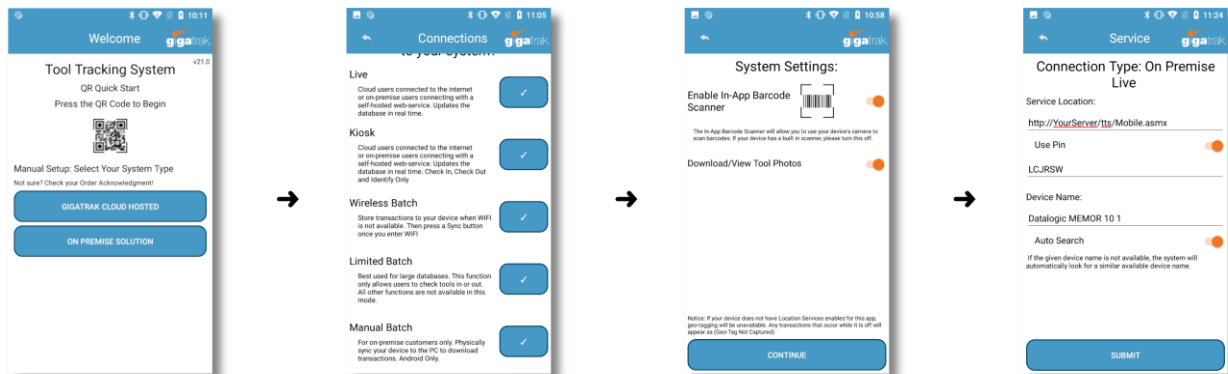 10:11
Welcome
gigatrak
v21.0
Tool Tracking System
QR Quick Start
Press the QR Code to Begin
Manual Setup: Select Your System Type
Not sure? Check your Order Acknowledgment!
GIGATRAK CLOUD HOSTED
ON PREMISE SOLUTION
11:05
Connections
gigatrak
to your system?
Live
Cloud users connected to the internet
or on-premise users connecting with a
self-hosted web-service. Updates the
database in real time.
Kiosk
Cloud users connected to the internet
or on-premise users connecting with a
self-hosted web-service. Updates the
database in real time. Check In, Check Out
and Identify Only
Wireless Batch
Store transactions to your device when WIFI
is not available. Then press a Sync button
once you enter WIFI
Limited Batch
Best used for large databases. This function
only allows users to check tools in or out.
All other functions are not available in this
mode.
Manual Batch
For on-premise customers only. Physically
sync your device to the PC to download
transactions. Android Only.
10:58
gigatrak
System Settings:
Enable In-App Barcode
Scanner
The In-App Barcode Scanner will allow you to use your device's camera to
scan barcodes. If your device has a built in scanner, please turn this off.
Download/View Tool Photos
Notice: If your device does not have Location Services enabled for this app,
geo-tagging will be unavailable. Any transactions that occur while it is off will
appear as (Geo-Tag Not Captured)
CONTINUE
11:24
Service
gigatrak
Connection Type: On Premise
Live
Service Location:
http://YourServer/tts/Mobile.asmx
Use Pin
LCJRSW
Device Name:
Datalogic MEMOR 10 1
Auto Search
If the given device name is not available, the system will
automatically look for a similar available device name.
SUBMIT